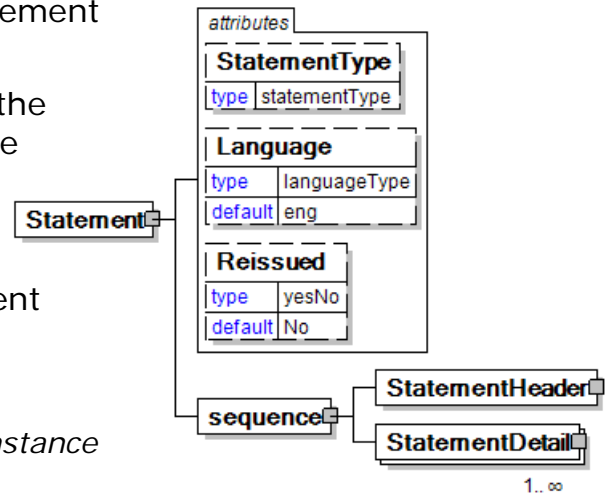 ement
the
e
ent
nstance
attributes
StatementType
type statementType
Language
type languageType
default eng
Reissued
type yesNo
default No
Statement
sequence
StatementHeader
StatementDetail
1.. ∞